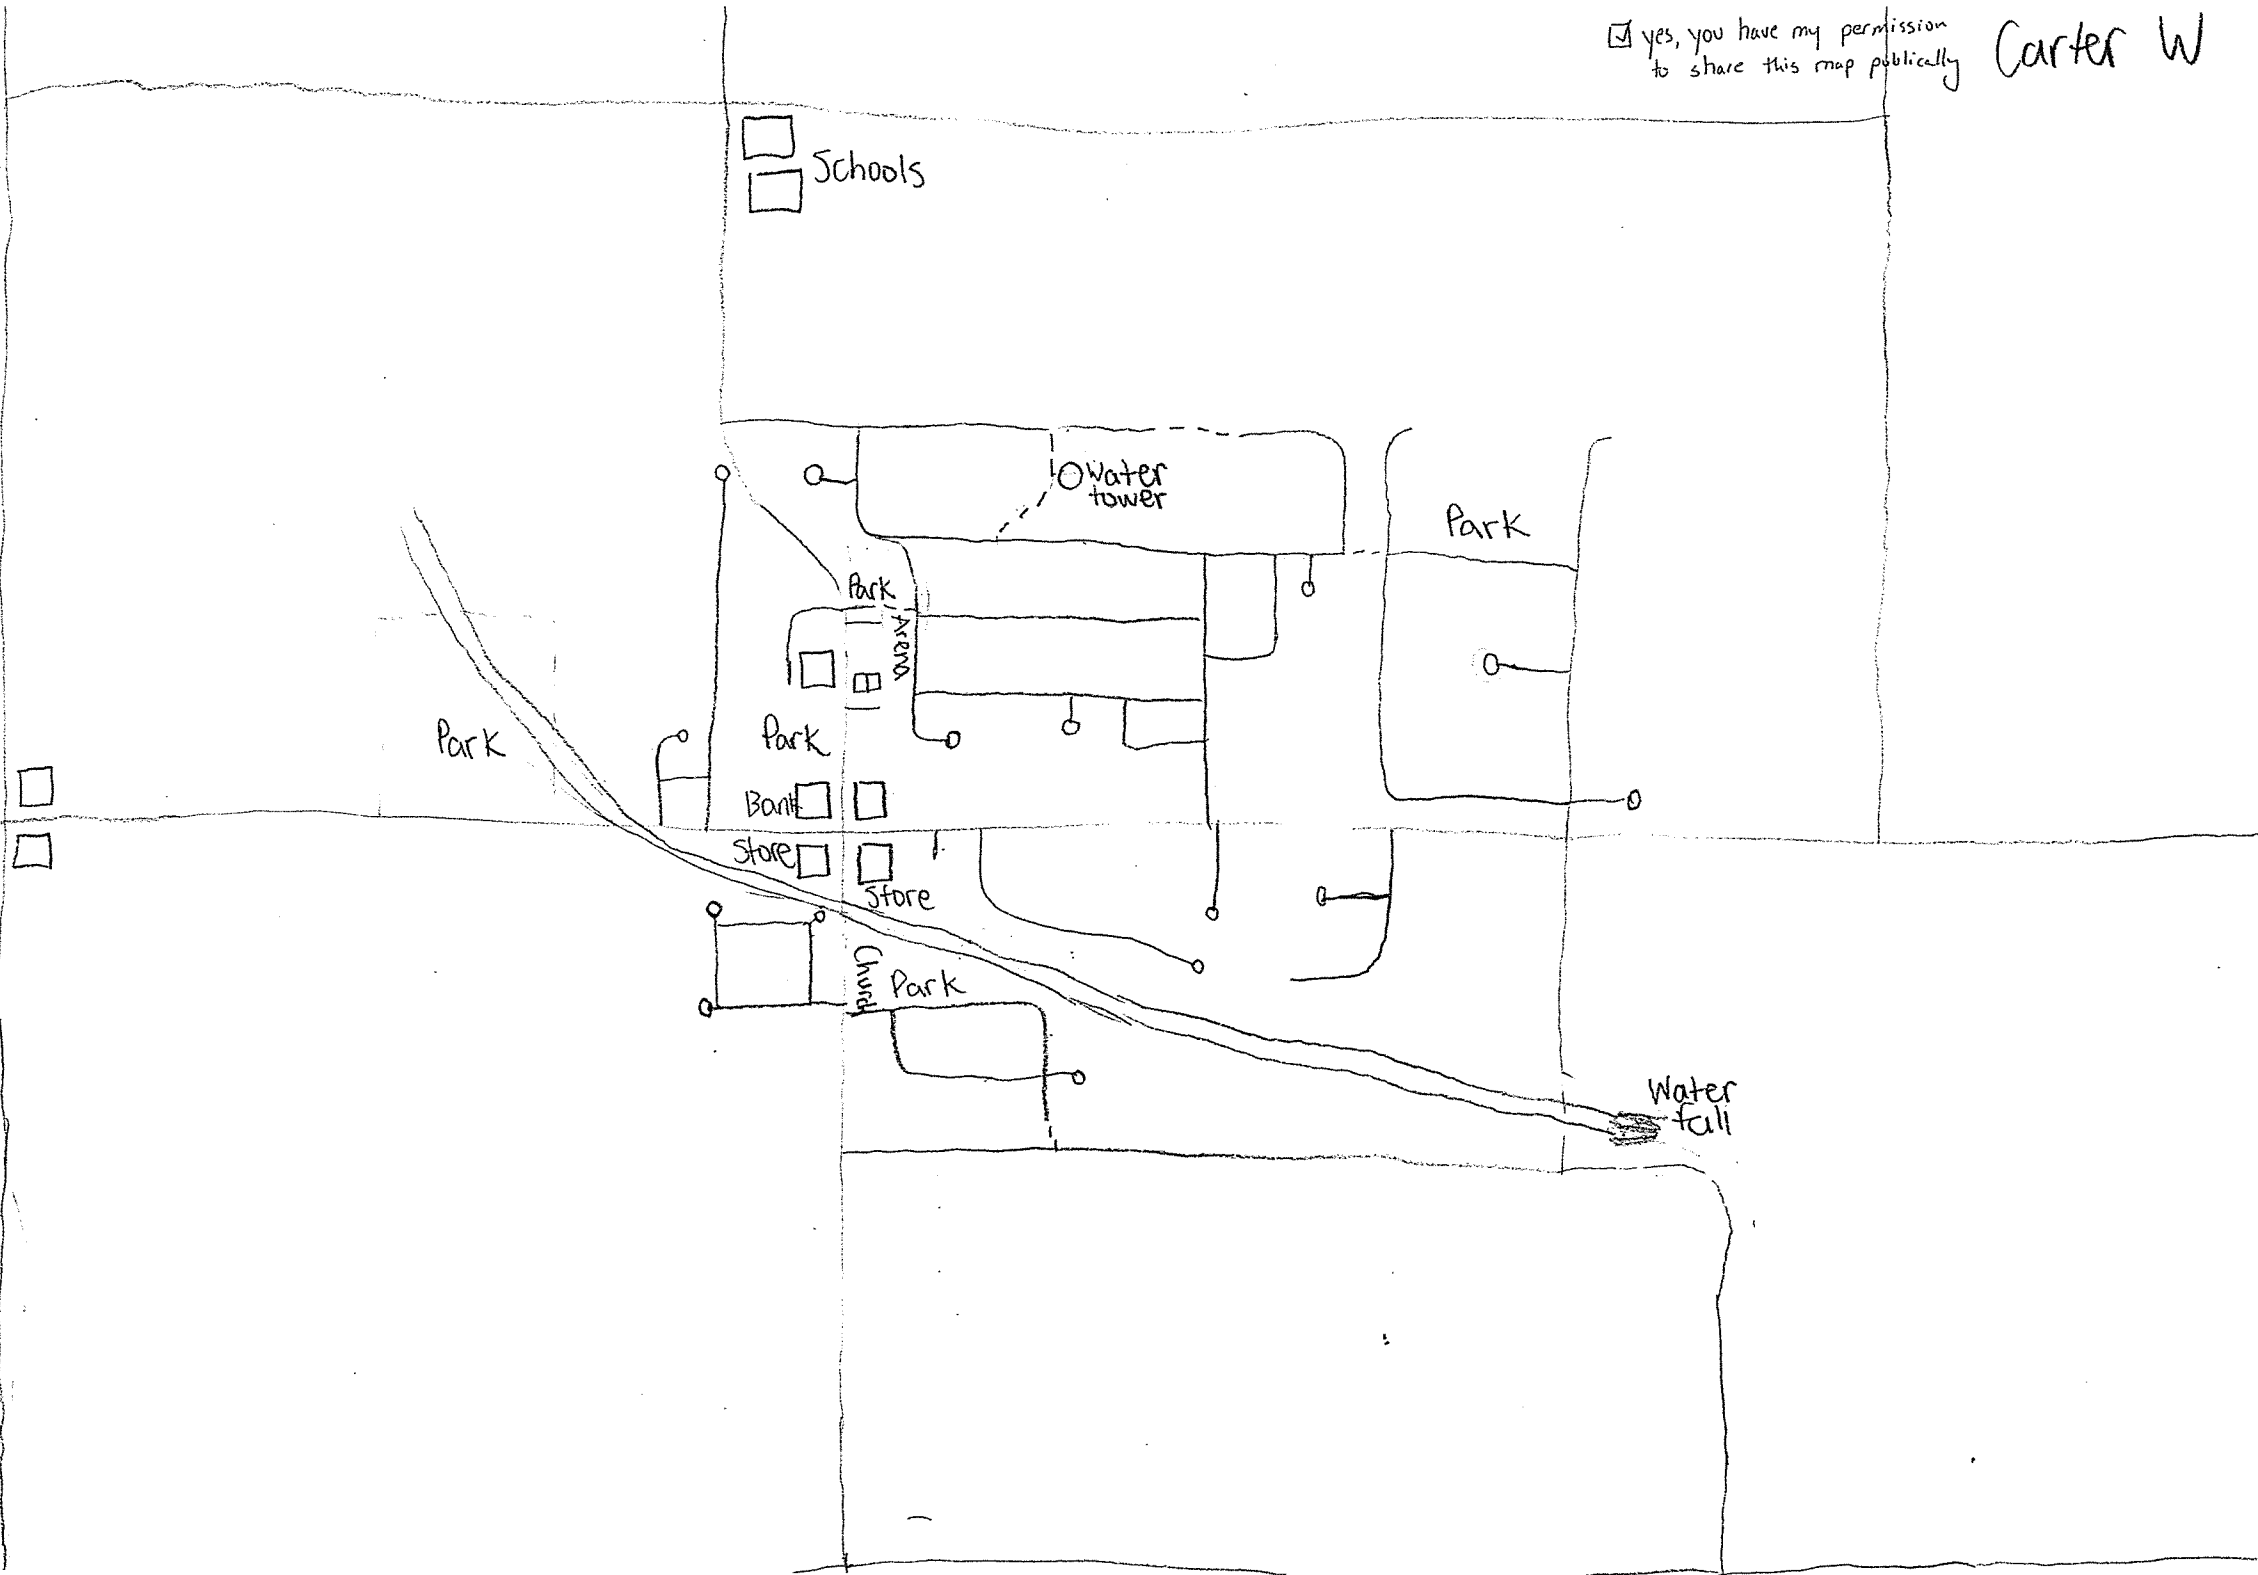 yes, you have my permission
to share this map publically
Carter W
Schools
Water
tower
Park
Park
Arena
Park
Park
Bank
Store
Store
Church
Park
Water
fall